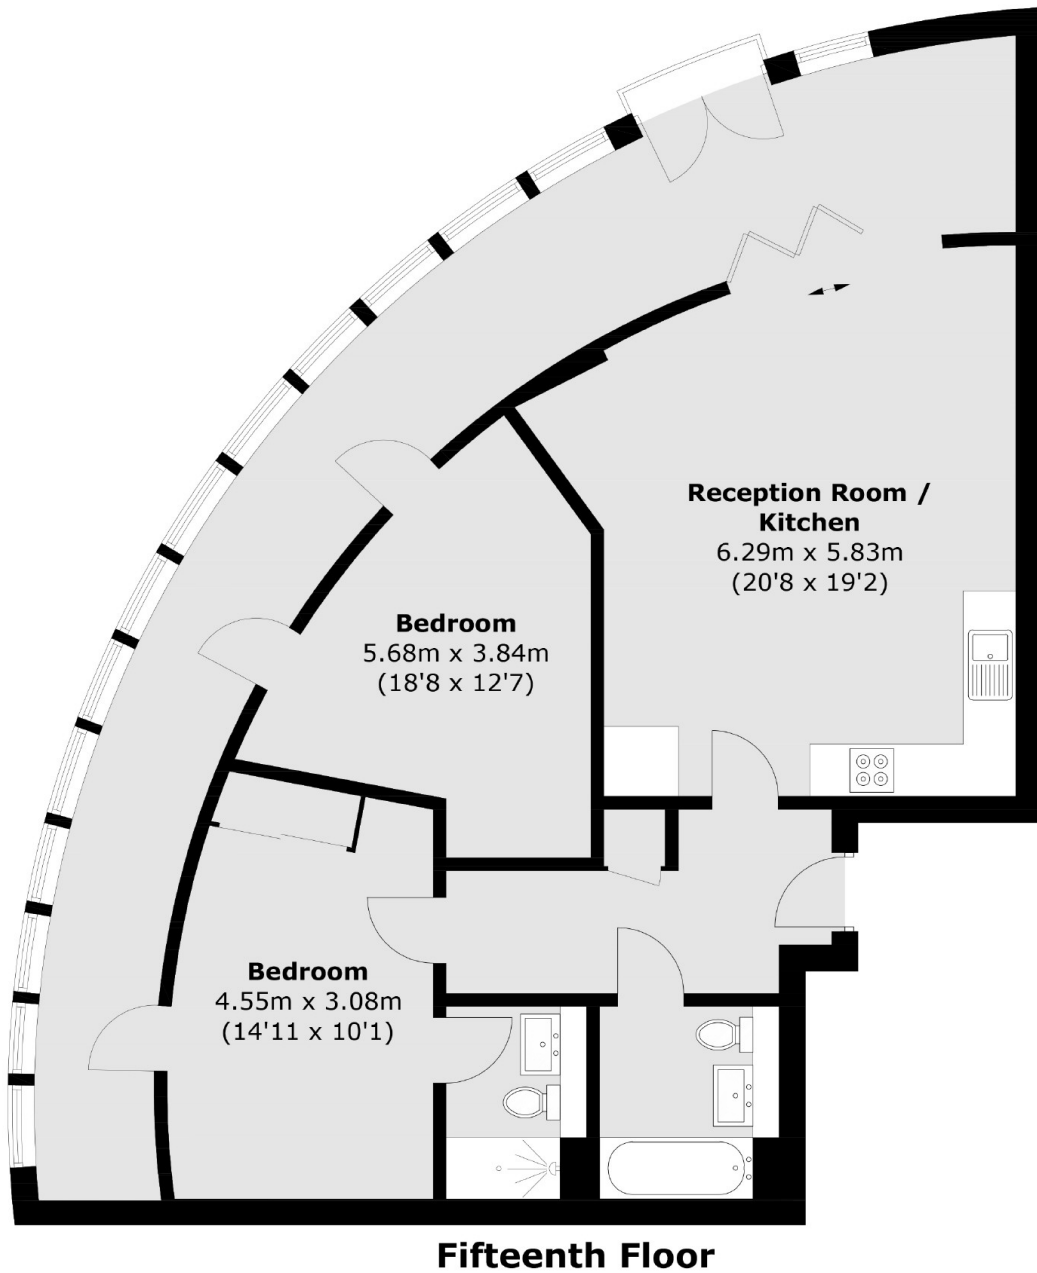 Reception Room /
Kitchen
6.29m x 5.83m
(20'8 x 19'2)
Bedroom
5.68m x 3.84m
(18'8 x 12'7)
Bedroom
4.55m x 3.08m
(14'11 x 10'1)
Fifteenth Floor